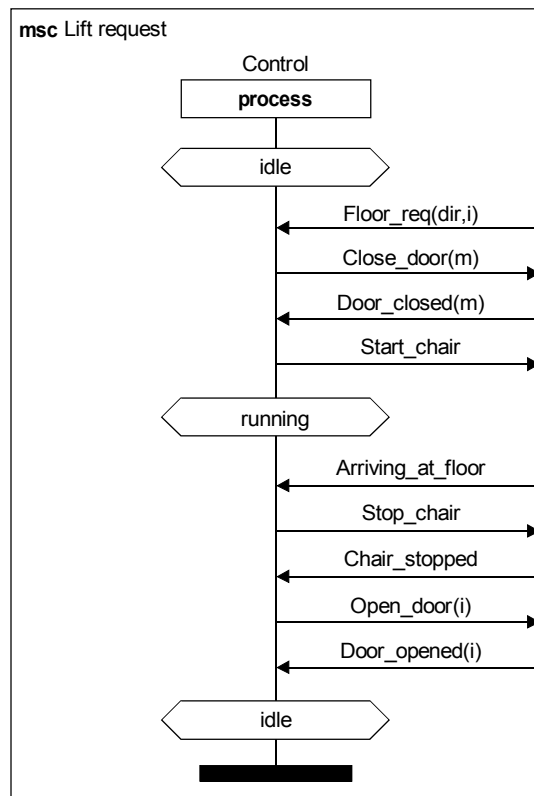 msc Lift request
Control
process
idle
Floor_req(dir,i)
Close_door(m)
Door_closed(m)
Start_chair
running
Arriving_at_floor
Stop_chair
Chair_stopped
Open_door(i)
Door_opened(i)
idle